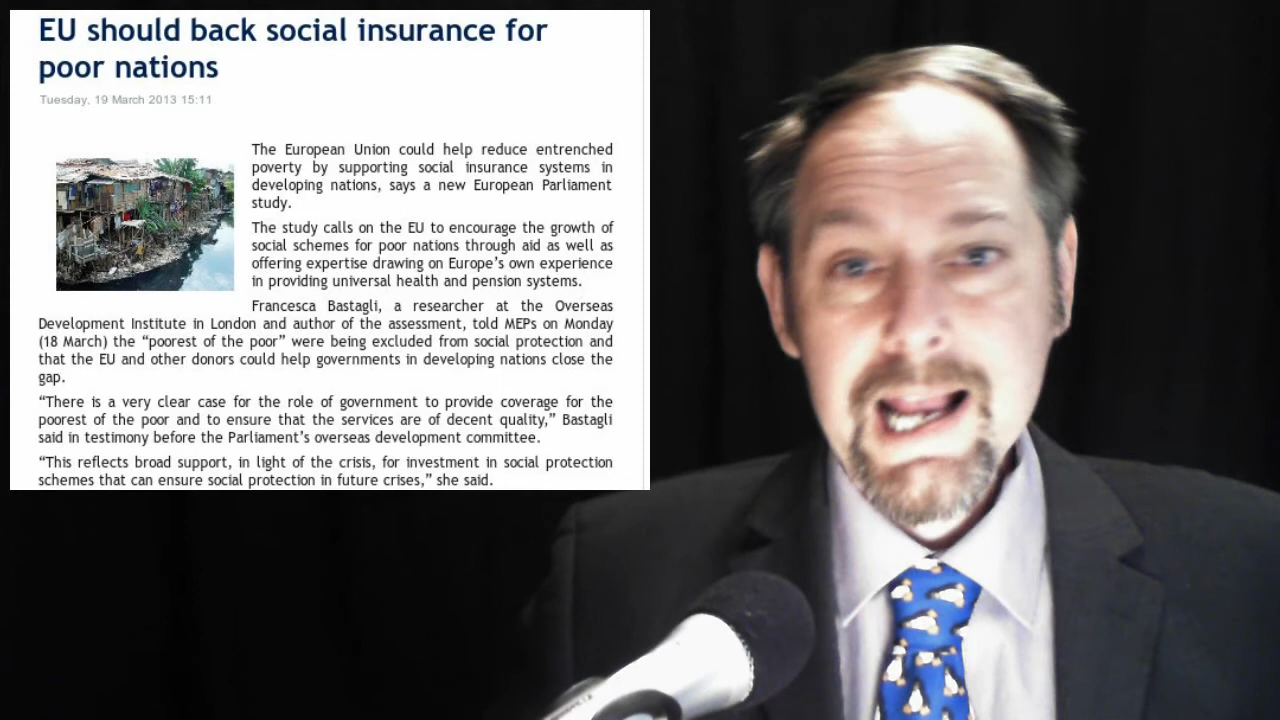 EU should back social insurance for
poor nations
Tuesday, 19 March 2013 15:11
The European Union could help reduce entrenched
poverty by supporting social insurance systems in
developing nations, says a new European Parliament
study.
The study calls on the EU to encourage the growth of
social schemes for poor nations through aid as well as
offering expertise drawing on Europe’s own experience
in providing universal health and pension systems.
Francesca Bastagli, a researcher at the Overseas
Development Institute in London and author of the assessment, told MEPs on Monday
(18 March) the “poorest of the poor” were being excluded from social protection and
that the EU and other donors could help governments in developing nations close the
gap.
“There is a very clear case for the role of government to provide coverage for the
poorest of the poor and to ensure that the services are of decent quality,” Bastagli
said in testimony before the Parliament’s overseas development committee.
“This reflects broad support, in light of the crisis, for investment in social protection
schemes that can ensure social protection in future crises,” she said.